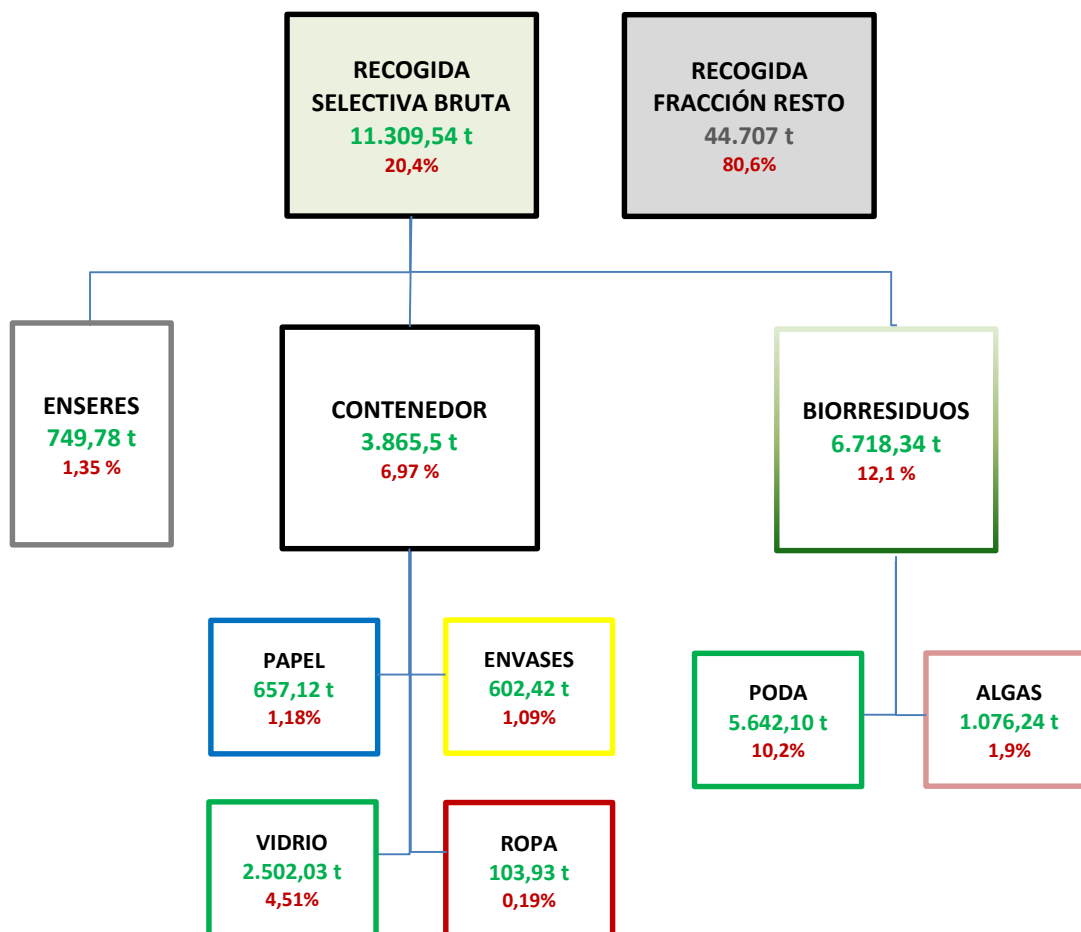 RECOGIDA
SELECTIVA BRUTA
11.309,54 t
20,4%
RECOGIDA
FRACCIÓN RESTO
44.707 t
80,6%
ENSERES
749,78 t
1,35 %
CONTENEDOR
3.865,5 t
6,97 %
BIORRESIDUOS
6.718,34 t
12,1 %
PAPEL
657,12 t
1,18%
ENVASES
602,42 t
1,09%
PODA
5.642,10 t
10,2%
ALGAS
1.076,24 t
1,9%
VIDRIO
2.502,03 t
4,51%
ROPA
103,93 t
0,19%